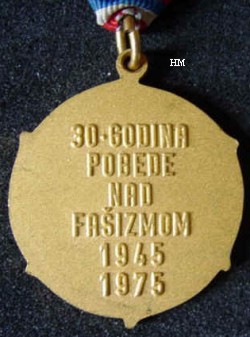 HM
30-GODINA
POBEDE
NAD
FAŠIZMOM
1945
1975